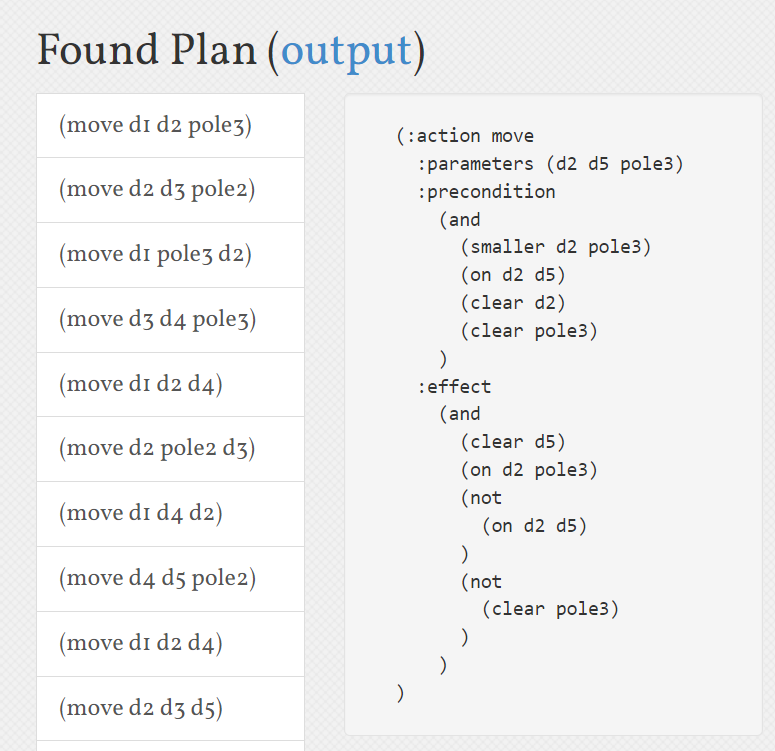 Found Plan (output)
(move d1 d2 pole3)
(move d2 d3 pole2)
(move d1 pole3 d2)
(move d3 d4 pole3)
(move d1 d2 d4)
(move d2 pole2 d3)
(move d1 d4 d2)
(move d4 d5 pole2)
(move d1 d2 d4)
(move d2 d3 d5)
(:action move
  :parameters (d2 d5 pole3)
  :precondition
    (and
      (smaller d2 pole3)
      (on d2 d5)
      (clear d2)
      (clear pole3)
    )
  :effect
    (and
      (clear d5)
      (on d2 pole3)
      (not
        (on d2 d5)
      )
      (not
        (clear pole3)
      )
    )
)